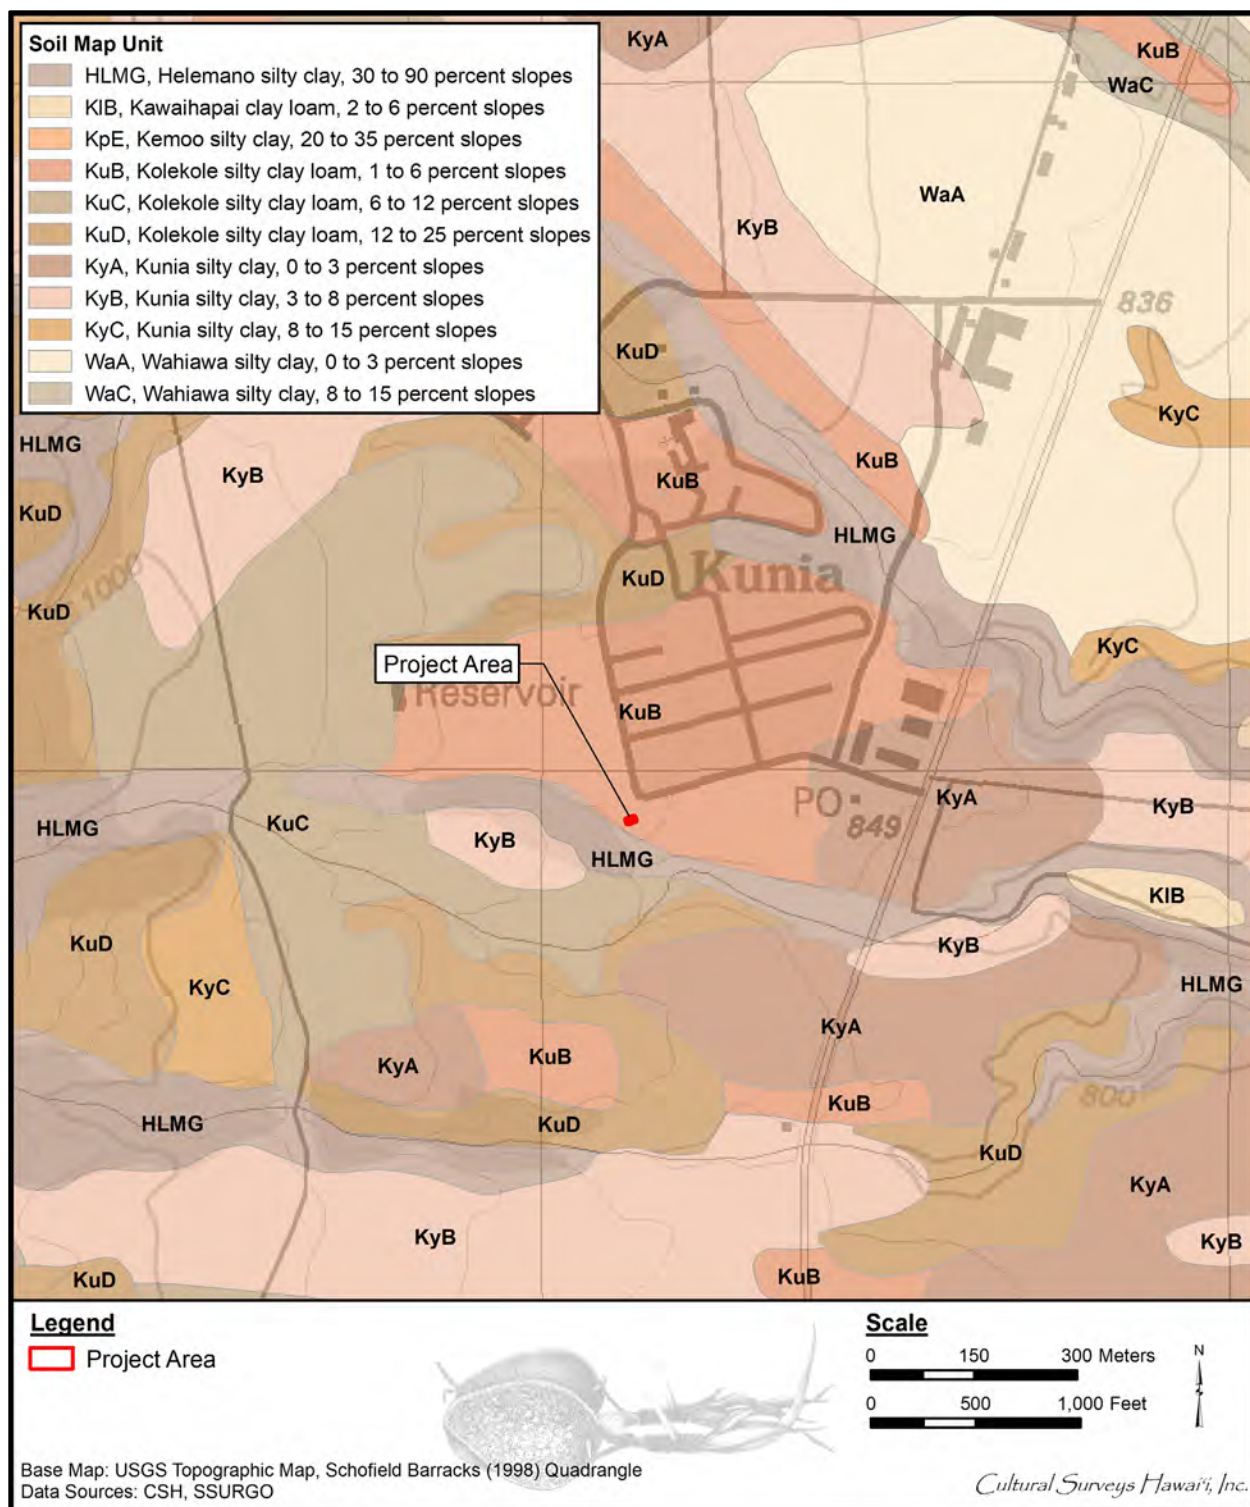 Soil Map Unit
HLMG, Helemano silty clay, 30 to 90 percent slopes
KlB, Kawaihapai clay loam, 2 to 6 percent slopes
KpE, Kemoo silty clay, 20 to 35 percent slopes
KuB, Kolekole silty clay loam, 1 to 6 percent slopes
KuC, Kolekole silty clay loam, 6 to 12 percent slopes
KuD, Kolekole silty clay loam, 12 to 25 percent slopes
KyA, Kunia silty clay, 0 to 3 percent slopes
KyB, Kunia silty clay, 3 to 8 percent slopes
KyC, Kunia silty clay, 8 to 15 percent slopes
WaA, Wahiawa silty clay, 0 to 3 percent slopes
WaC, Wahiawa silty clay, 8 to 15 percent slopes
KyA
KuB
WaC
WaA
KyB
836
KuD
KyC
HLMG
KyB
KuB
KuB
KuD
HLMG
1000
KuD
Kunia
KuD
KyC
Project Area
Reservoir
KuB
KyA
KyB
PO
849
HLMG
KuC
KyB
HLMG
KlB
KuD
KyB
KyC
HLMG
KyA
KyA
KuB
KuB
800
HLMG
KuD
KuD
KyA
KyB
KyB
KuD
KuB
Legend
Project Area
Scale
0 150 300 Meters
0 500 1,000 Feet
N
Base Map: USGS Topographic Map, Schofield Barracks (1998) Quadrangle
Data Sources: CSH, SSURGO
Cultural Surveys Hawai‘i, Inc.